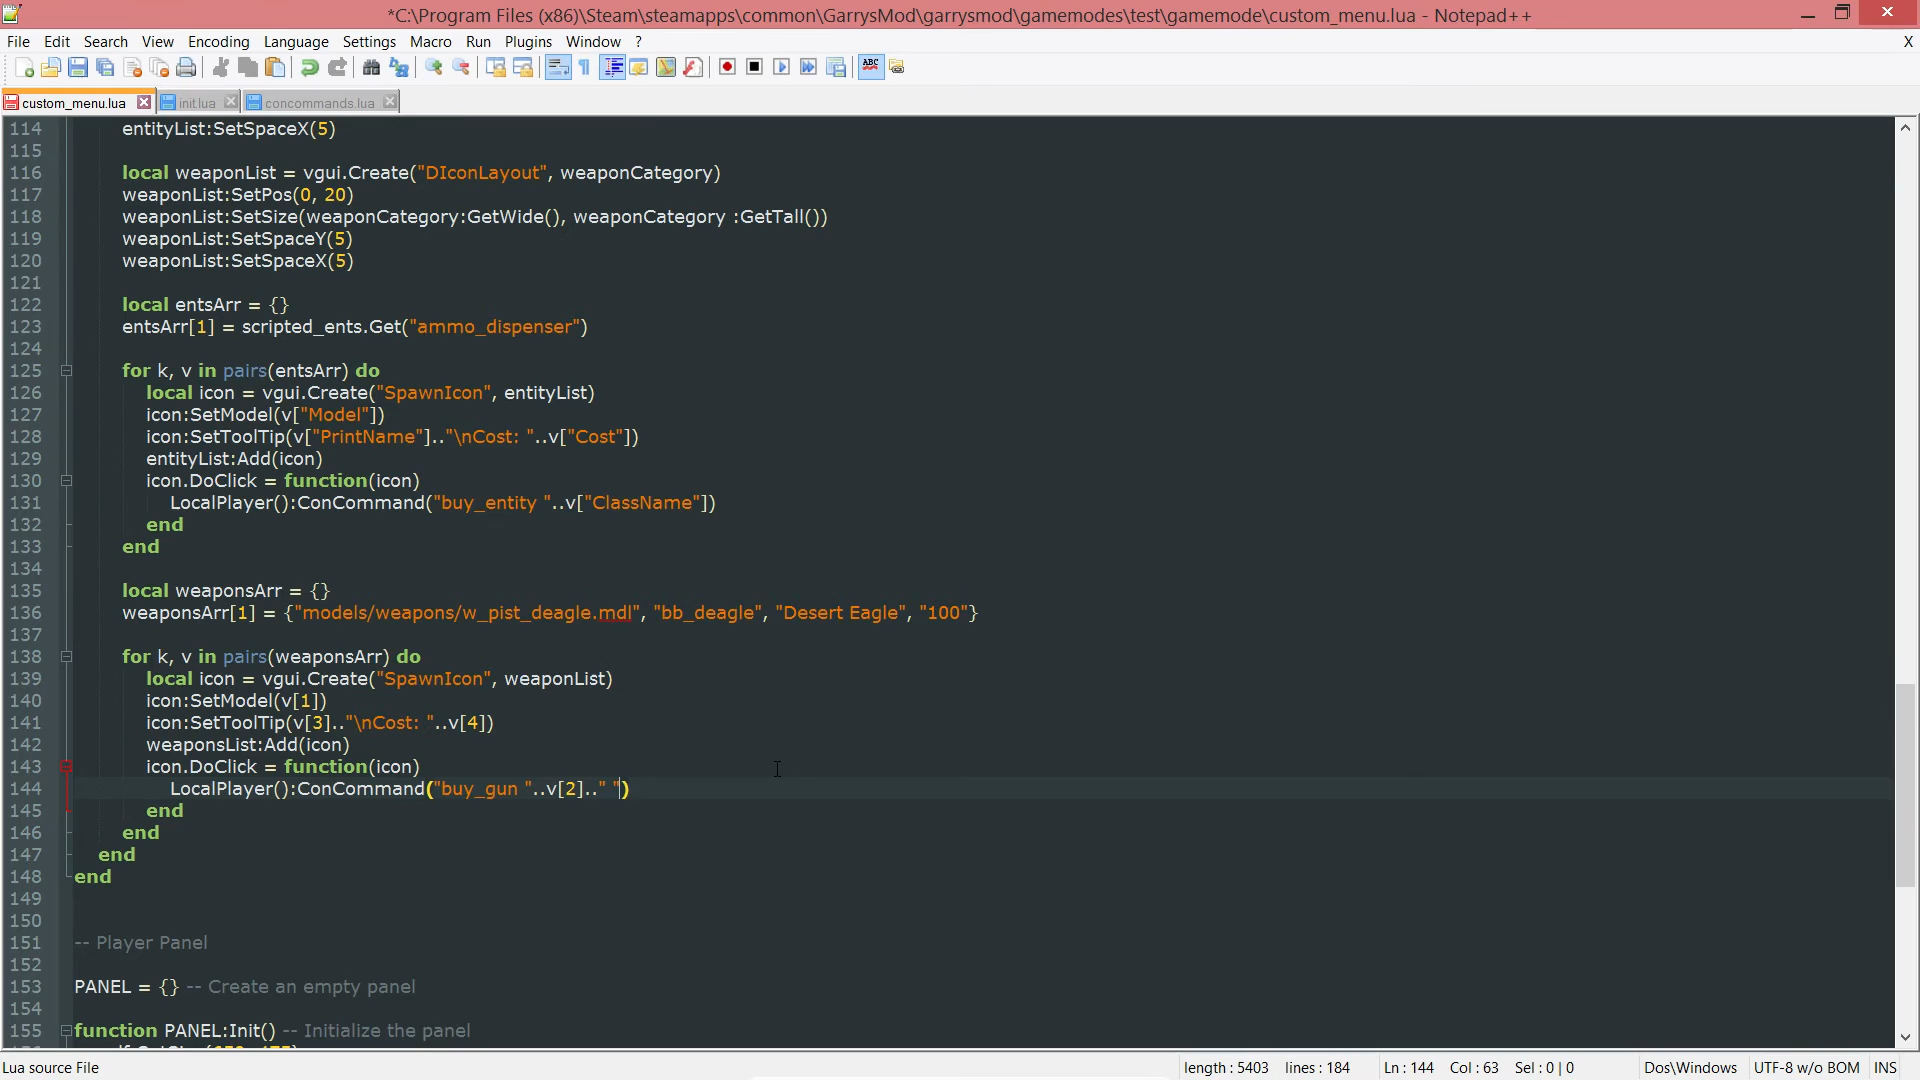 *C:\Program Files (x86)\Steam\steamapps\common\GarrysMod\garrysmod\gamemodes\test\gamemode\custom_menu.lua - Notepad++
File Edit Search View Encoding Language Settings Macro Run Plugins Window ? X
custom_menu.lua init.lua concommands.lua
114 entityList:SetSpaceX(5)
115
116 local weaponList = vgui.Create("DIconLayout", weaponCategory)
117 weaponList:SetPos(0, 20)
118 weaponList:SetSize(weaponCategory:GetWide(), weaponCategory :GetTall())
119 weaponList:SetSpaceY(5)
120 weaponList:SetSpaceX(5)
121
122 local entsArr = {}
123 entsArr[1] = scripted_ents.Get("ammo_dispenser")
124
125 for k, v in pairs(entsArr) do
126 local icon = vgui.Create("SpawnIcon", entityList)
127 icon:SetModel(v["Model"])
128 icon:SetToolTip(v["PrintName"].."\nCost: "..v["Cost"])
129 entityList:Add(icon)
130 icon.DoClick = function(icon)
131 LocalPlayer():ConCommand("buy_entity "..v["ClassName"])
132 end
133 end
134
135 local weaponsArr = {}
136 weaponsArr[1] = {"models/weapons/w_pist_deagle.mdl", "bb_deagle", "Desert Eagle", "100"}
137
138 for k, v in pairs(weaponsArr) do
139 local icon = vgui.Create("SpawnIcon", weaponList)
140 icon:SetModel(v[1])
141 icon:SetToolTip(v[3].."\nCost: "..v[4])
142 weaponsList:Add(icon)
143 icon.DoClick = function(icon)
144 LocalPlayer():ConCommand("buy_gun "..v[2].." ")
145 end
146 end
147 end
148 end
149
150
151 -- Player Panel
152
153 PANEL = {} -- Create an empty panel
154
155 function PANEL:Init() -- Initialize the panel
Lua source File length : 5403 lines : 184 Ln : 144 Col : 63 Sel : 0 | 0 Dos\Windows UTF-8 w/o BOM INS